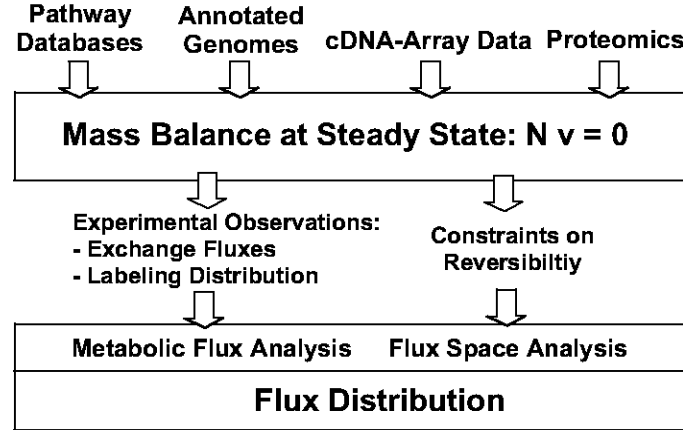 Pathway
Databases
Annotated
Genomes
cDNA-Array Data
Proteomics
Mass Balance at Steady State: N v = 0
Experimental Observations:
- Exchange Fluxes
- Labeling Distribution
Constraints on
Reversibiltiy
Metabolic Flux Analysis
Flux Space Analysis
Flux Distribution